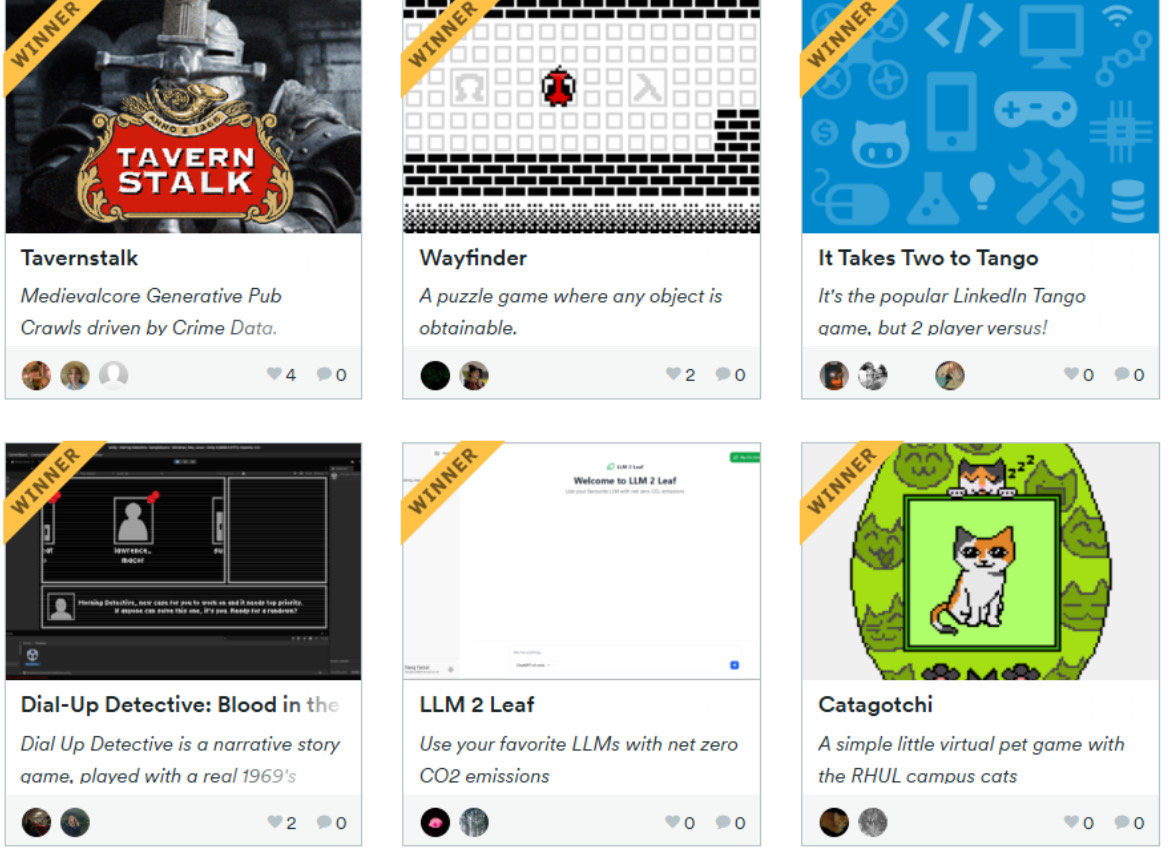 WINNER
ANNO 1366
TAVERN
STALK
Tavernstalk
Medievalcore Generative Pub
Crawls driven by Crime Data.
4 0
WINNER
Ω λ
Wayfinder
A puzzle game where any object is
obtainable.
2 0
WINNER
</>
$
It Takes Two to Tango
It's the popular LinkedIn Tango
game, but 2 player versus!
0 0
WINNER
lawrence_
macor
Morning Detective, new case for you to work on and it needs top priority.
If anyone can solve this one, it's you. Ready for a rundown?
Dial-Up Detective: Blood in the
Dial Up Detective is a narrative story
game, played with a real 1969's
2 0
WINNER
LLM 2 Leaf
Welcome to LLM 2 Leaf
Use your favourite LLM with net zero CO2 emissions
LLM 2 Leaf
Use your favorite LLMs with net zero
CO2 emissions
0 0
WINNER
zzz
Catagotchi
A simple little virtual pet game with
the RHUL campus cats
0 0